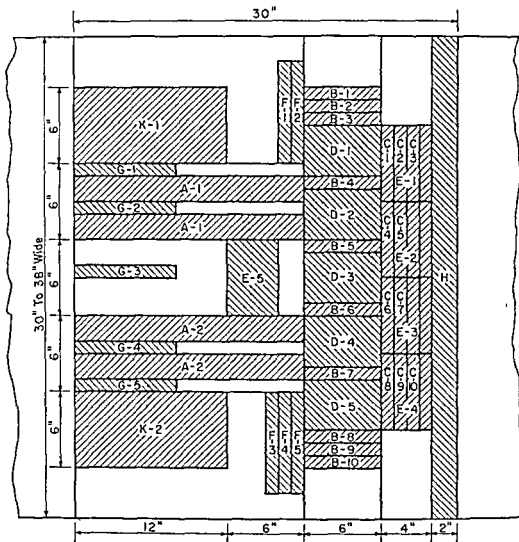 30"
30" To 38" Wide
6"
6"
6"
6"
6"
K-1
G-1
A-1
G-2
A-1
G-3
E-5
A-2
G-4
A-2
G-5
K-2
F 1
F 2
F 3
F 4
F 5
B-1
B-2
B-3
D-1
B-4
D-2
B-5
D-3
B-6
D-4
B-7
D-5
B-8
B-9
B-10
C 1
C 2
C 3
E-1
C 4
C 5
E-2
C 6
C 7
E-3
C 8
C 9
C 10
E-4
H
12"
6"
6"
4"
2"